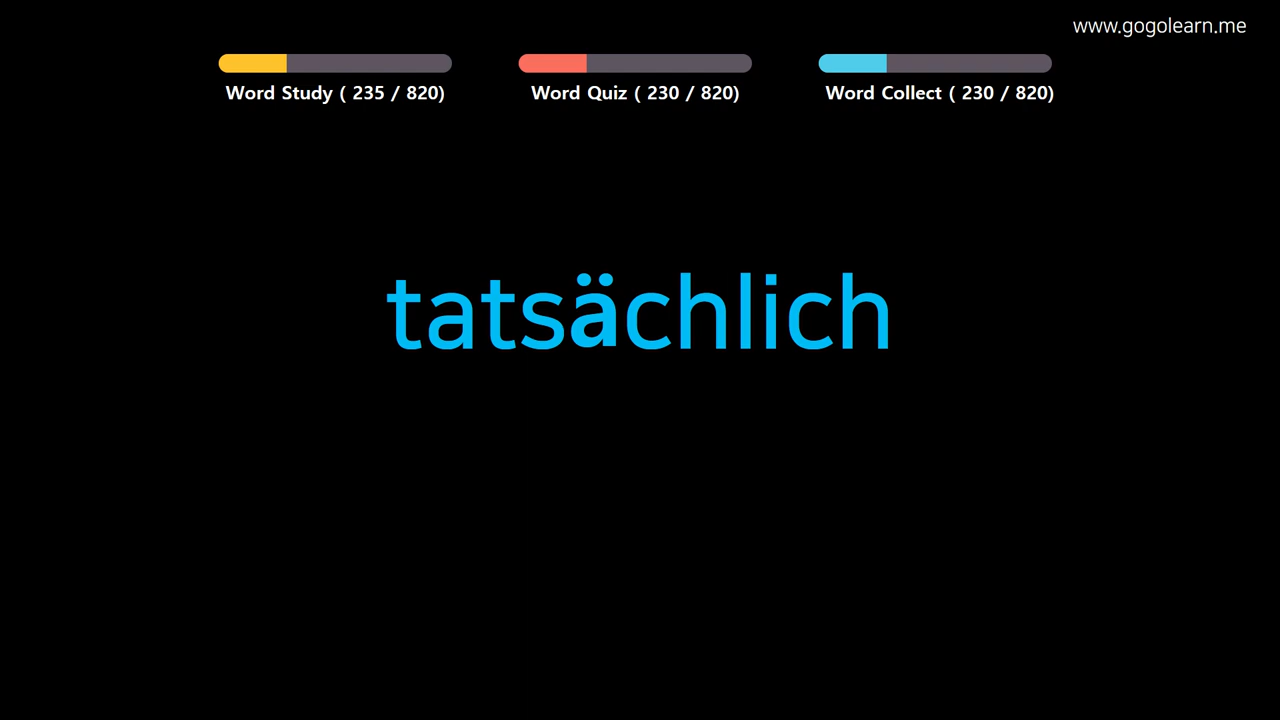 www.gogolearn.me
Word Study ( 235 / 820)
Word Quiz ( 230 / 820)
Word Collect ( 230 / 820)
tatsächlich